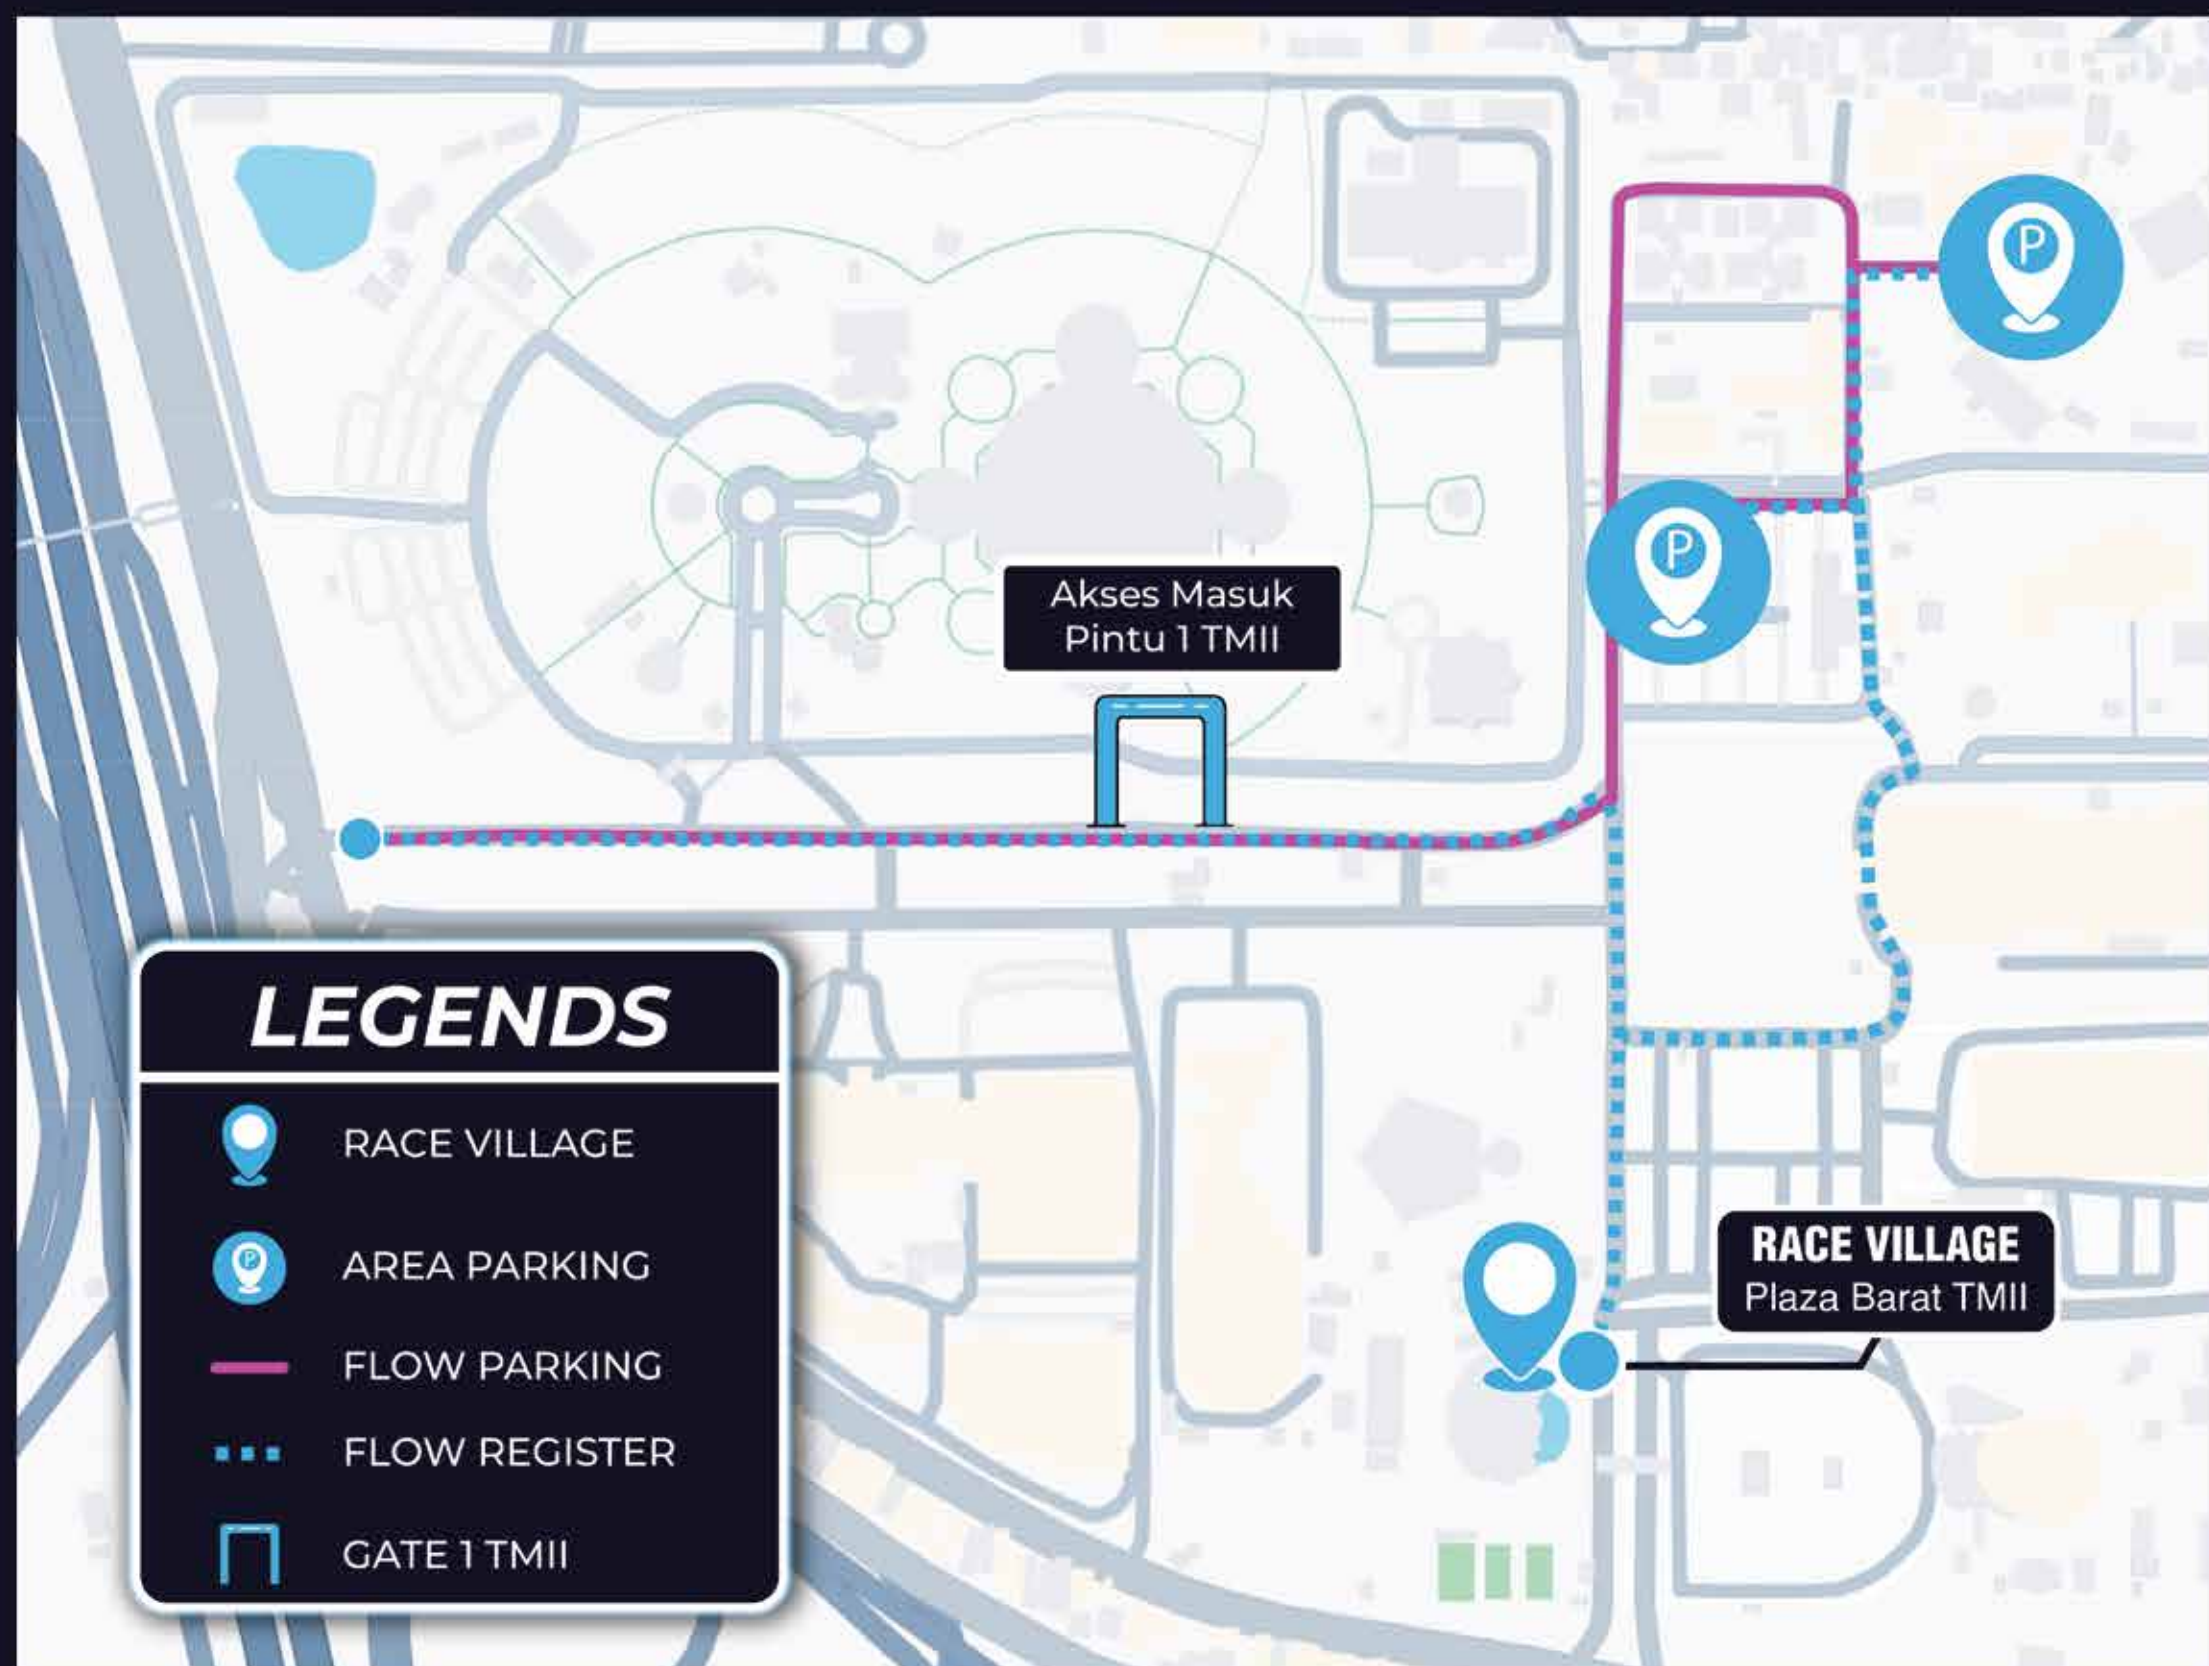 P
P
Akses Masuk
Pintu 1 TMII
LEGENDS
RACE VILLAGE
P
AREA PARKING
FLOW PARKING
FLOW REGISTER
GATE 1 TMII
RACE VILLAGE
Plaza Barat TMII